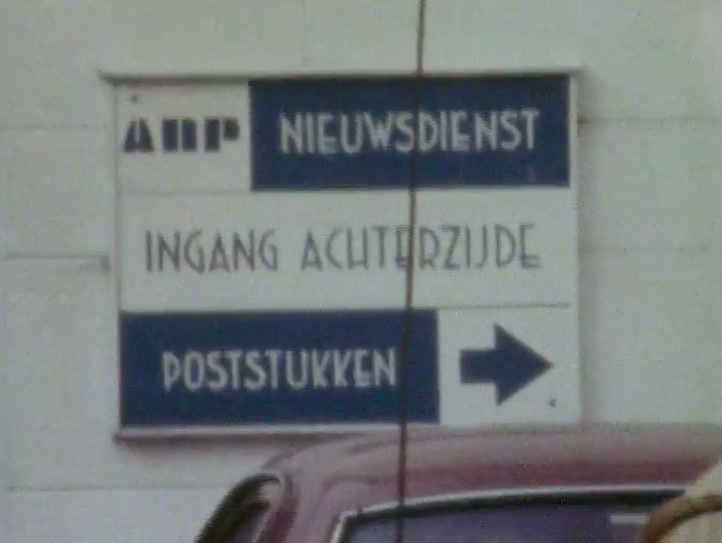 ANP NIEUWSDIENST
INGANG ACHTERZIJDE
POSTSTUKKEN